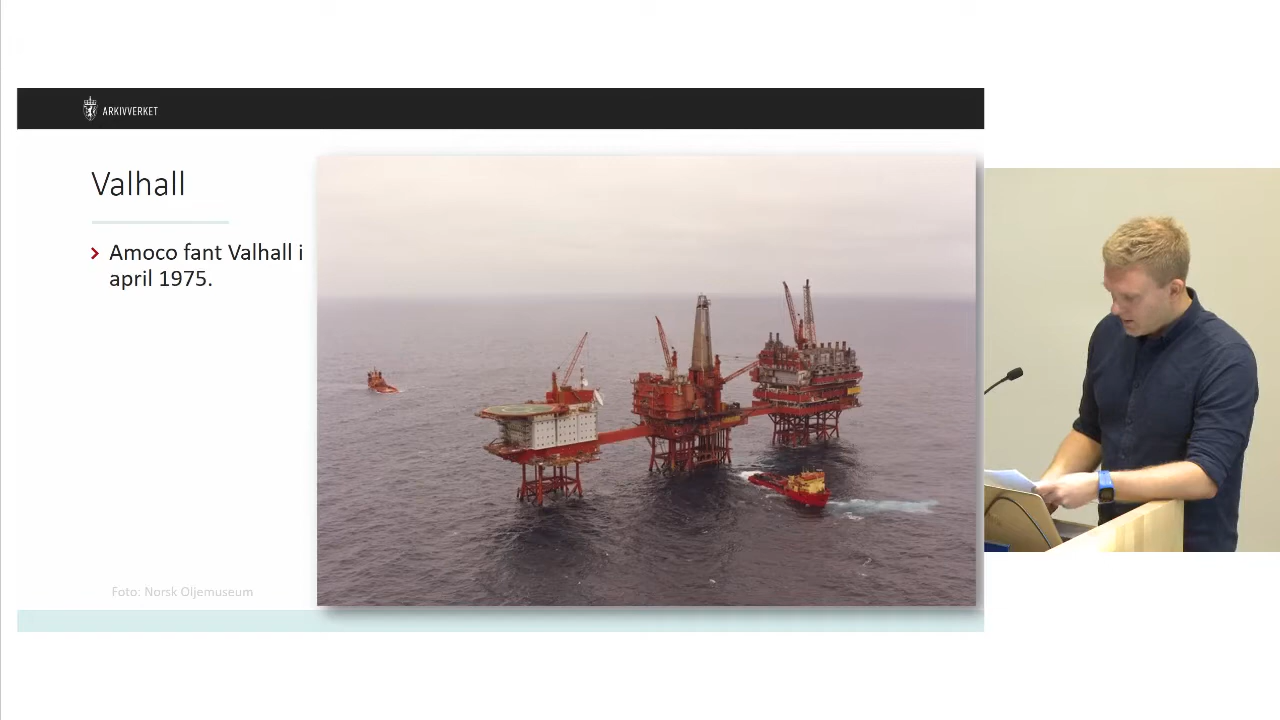 ARKIVVERKET
Valhall
Amoco fant Valhall i
april 1975.
Foto: Norsk Oljemuseum